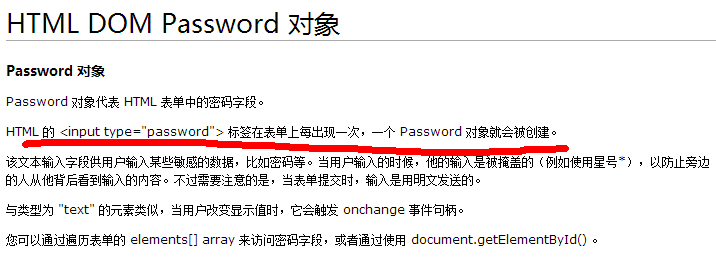 HTML DOM Password 对象
Password 对象
Password 对象代表 HTML 表单中的密码字段。
HTML 的 <input type="password"> 标签在表单上每出现一次，一个 Password 对象就会被创建。
该文本输入字段供用户输入某些敏感的数据，比如密码等。当用户输入的时候，他的输入是被掩盖的（例如使用星号*），以防止旁边
的人从他背后看到输入的内容。不过需要注意的是，当表单提交时，输入是用明文发送的。
与类型为 "text" 的元素类似，当用户改变显示值时，它会触发 onchange 事件句柄。
您可以通过遍历表单的 elements[] array 来访问密码字段，或者通过使用 document.getElementById() 。